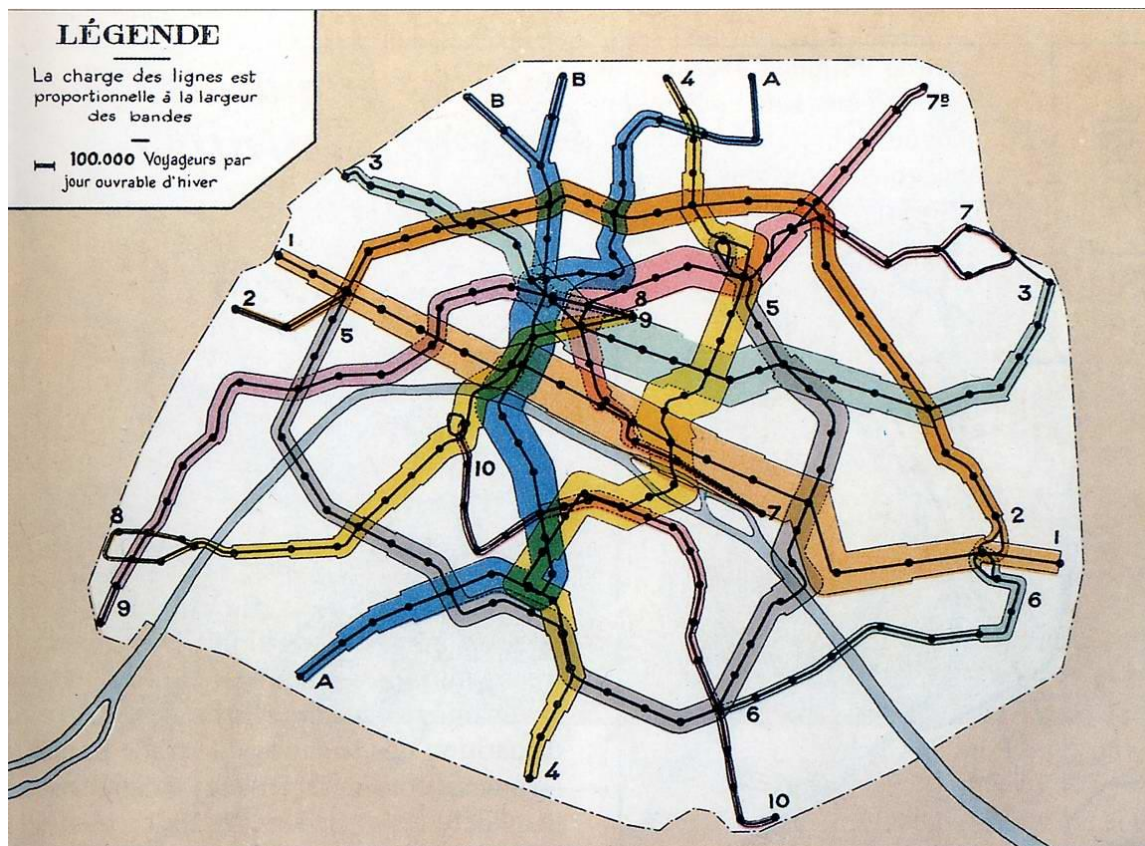 LÉGENDE
La charge des lignes est
proportionnelle à la largeur
des bandes
100.000 Voyageurs par
jour ouvrable d'hiver
B
B
4
A
7B
3
7
1
2
5
8
9
5
3
10
8
7
2
1
9
6
A
6
4
10